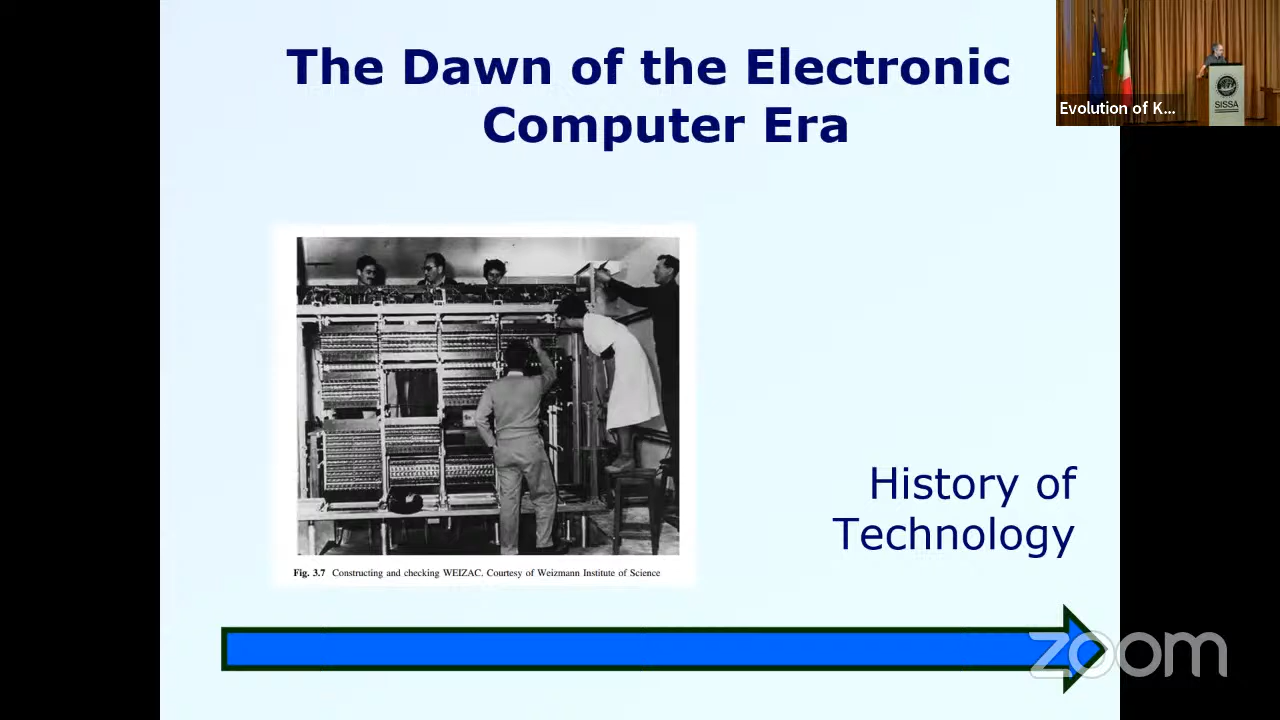 The Dawn of the Electronic
Computer Era
Evolution of K...
SISSA
History of
Technology
Fig. 3.7 Constructing and checking WEIZAC. Courtesy of Weizmann Institute of Science
zoom